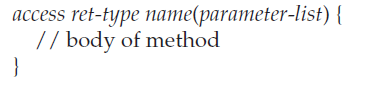 access ret-type name(parameter-list) {
// body of method
}